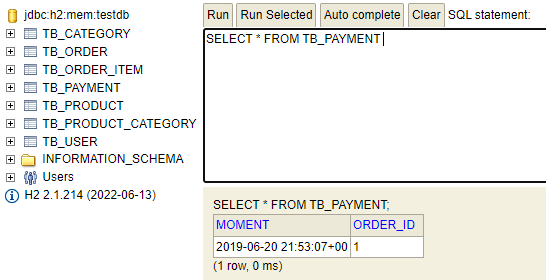 jdbc:h2:mem:testdb
TB_CATEGORY
TB_ORDER
TB_ORDER_ITEM
TB_PAYMENT
TB_PRODUCT
TB_PRODUCT_CATEGORY
TB_USER
INFORMATION_SCHEMA
Users
H2 2.1.214 (2022-06-13)
Run Run Selected Auto complete Clear SQL statement:
SELECT * FROM TB_PAYMENT
SELECT * FROM TB_PAYMENT;
MOMENT ORDER_ID
2019-06-20 21:53:07+00 1
(1 row, 0 ms)